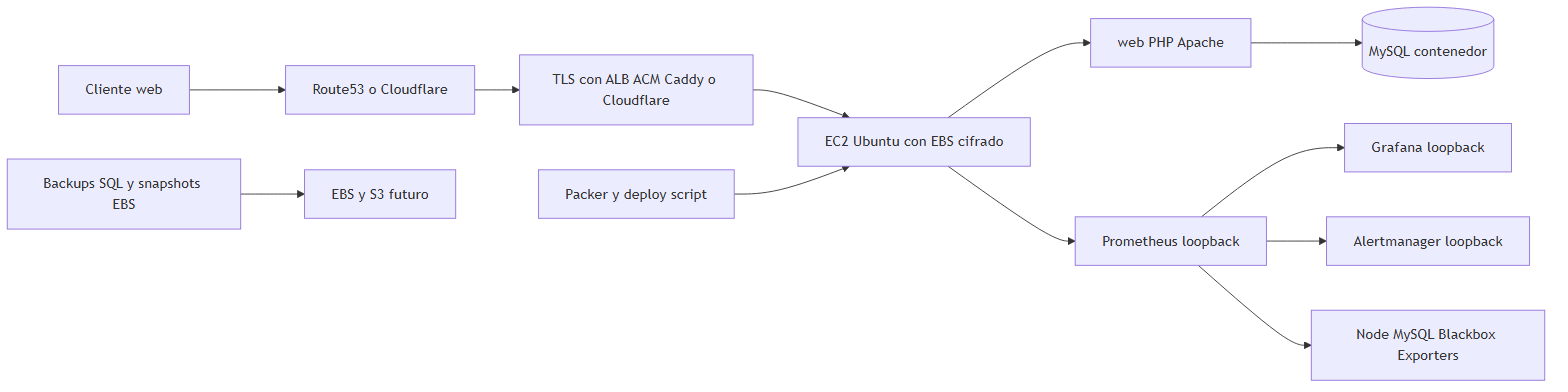 Cliente web
Route53 o Cloudflare
TLS con ALB ACM Caddy o
Cloudflare
EC2 Ubuntu con EBS cifrado
web PHP Apache
MySQL contenedor
Backups SQL y snapshots
EBS
EBS y S3 futuro
Packer y deploy script
Prometheus loopback
Grafana loopback
Alertmanager loopback
Node MySQL Blackbox
Exporters